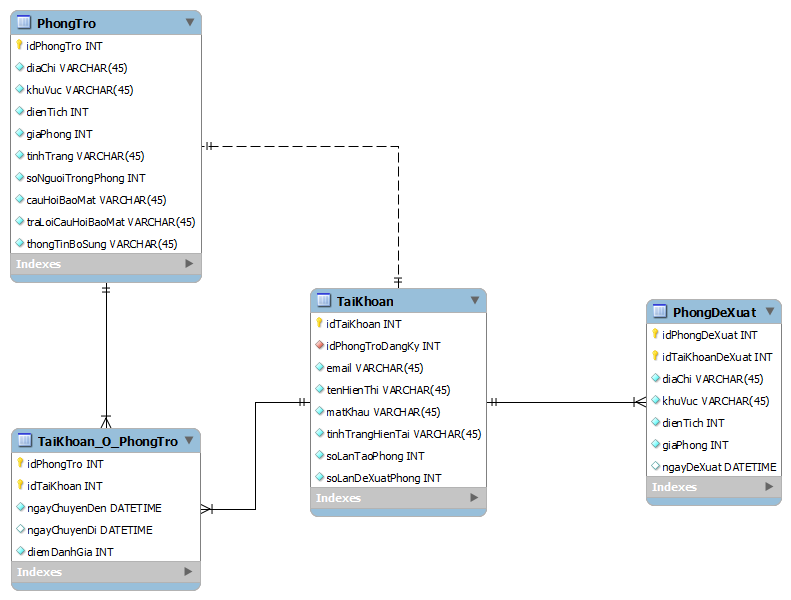 PhongTro
idPhongTro INT
diaChi VARCHAR(45)
khuVuc VARCHAR(45)
dienTich INT
giaPhong INT
tinhTrang VARCHAR(45)
soNguoiTrongPhong INT
cauHoiBaoMat VARCHAR(45)
traLoiCauHoiBaoMat VARCHAR(45)
thongTinBoSung VARCHAR(45)
Indexes
TaiKhoan
idTaiKhoan INT
idPhongTroDangKy INT
email VARCHAR(45)
tenHienThi VARCHAR(45)
matKhau VARCHAR(45)
tinhTrangHienTai VARCHAR(45)
soLanTaoPhong INT
soLanDeXuatPhong INT
Indexes
PhongDeXuat
idPhongDeXuat INT
idTaiKhoanDeXuat INT
diaChi VARCHAR(45)
khuVuc VARCHAR(45)
dienTich INT
giaPhong INT
ngayDeXuat DATETIME
Indexes
TaiKhoan_O_PhongTro
idPhongTro INT
idTaiKhoan INT
ngayChuyenDen DATETIME
ngayChuyenDi DATETIME
diemDanhGia INT
Indexes